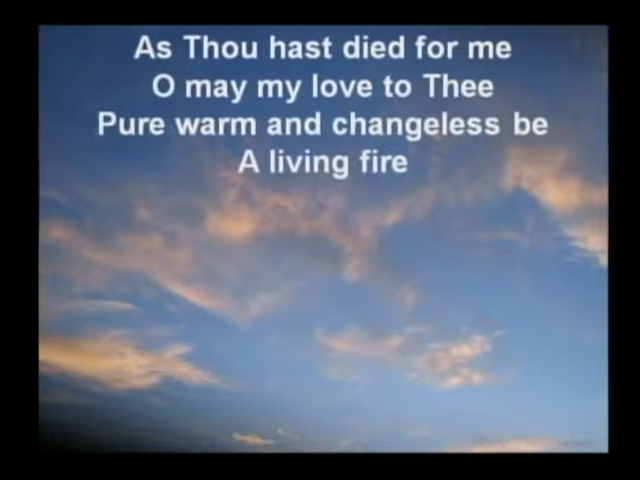 As Thou hast died for me
O may my love to Thee
Pure warm and changeless be
A living fire